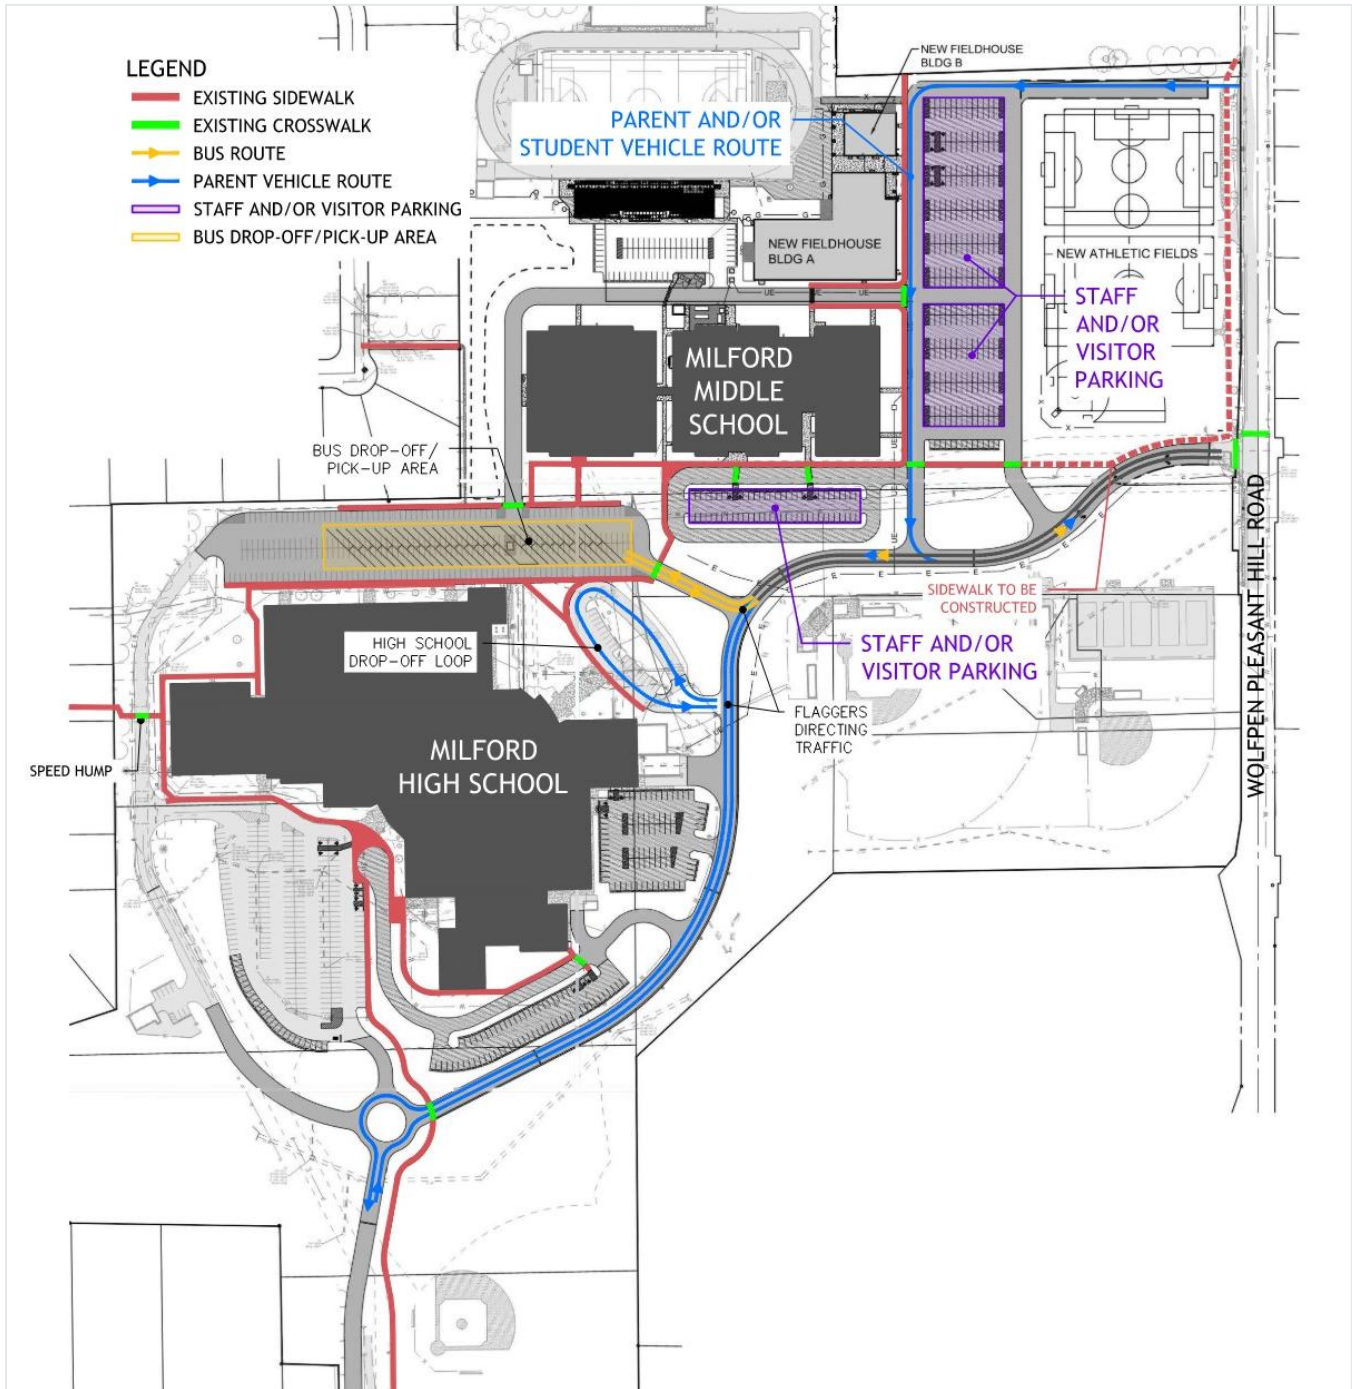 LEGEND
EXISTING SIDEWALK
EXISTING CROSSWALK
BUS ROUTE
PARENT VEHICLE ROUTE
STAFF AND/OR VISITOR PARKING
BUS DROP-OFF/PICK-UP AREA
NEW FIELDHOUSE
BLDG B
PARENT AND/OR
STUDENT VEHICLE ROUTE
NEW FIELDHOUSE
BLDG A
NEW ATHLETIC FIELDS
STAFF
AND/OR
VISITOR
PARKING
MILFORD
MIDDLE
SCHOOL
BUS DROP-OFF/
PICK-UP AREA
WOLFPEN PLEASANT HILL ROAD
SIDEWALK TO BE
CONSTRUCTED
HIGH SCHOOL
DROP-OFF LOOP
STAFF AND/OR
VISITOR PARKING
FLAGGERS
DIRECTING
TRAFFIC
MILFORD
HIGH SCHOOL
SPEED HUMP